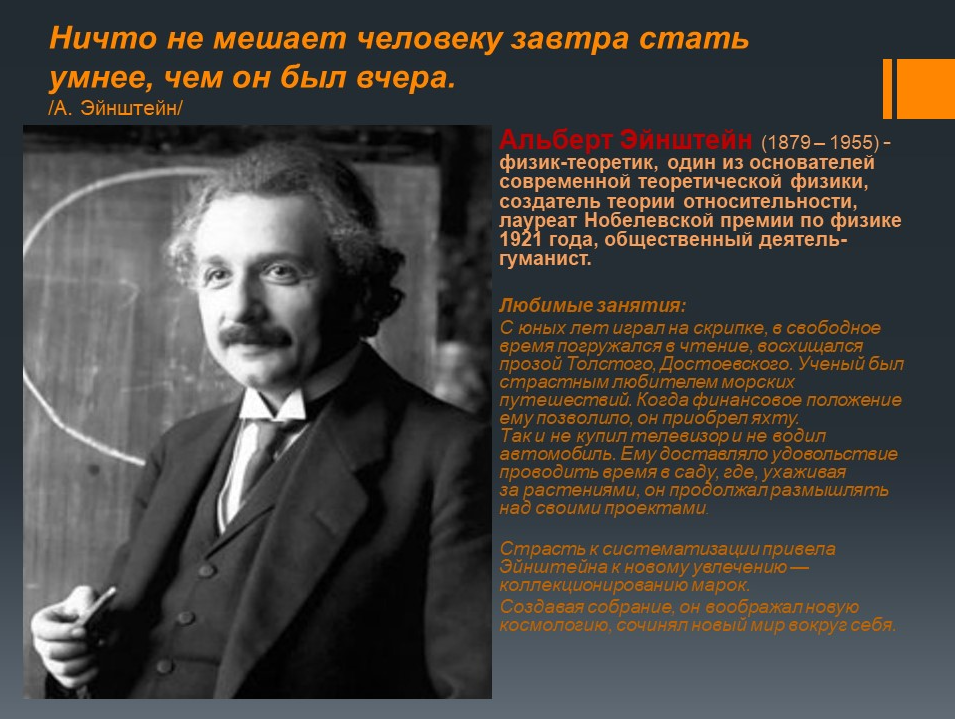 Ничто не мешает человеку завтра стать
умнее, чем он был вчера.
/А. Эйнштейн/
Альберт Эйнштейн (1879 – 1955) -
физик-теоретик, один из основателей
современной теоретической физики,
создатель теории относительности,
лауреат Нобелевской премии по физике
1921 года, общественный деятель-
гуманист.
Любимые занятия:
С юных лет играл на скрипке, в свободное
время погружался в чтение, восхищался
прозой Толстого, Достоевского. Ученый был
страстным любителем морских
путешествий. Когда финансовое положение
ему позволило, он приобрел яхту.
Так и не купил телевизор и не водил
автомобиль. Ему доставляло удовольствие
проводить время в саду, где, ухаживая
за растениями, он продолжал размышлять
над своими проектами.
Страсть к систематизации привела
Эйнштейна к новому увлечению —
коллекционированию марок.
Создавая собрание, он воображал новую
космологию, сочинял новый мир вокруг себя.